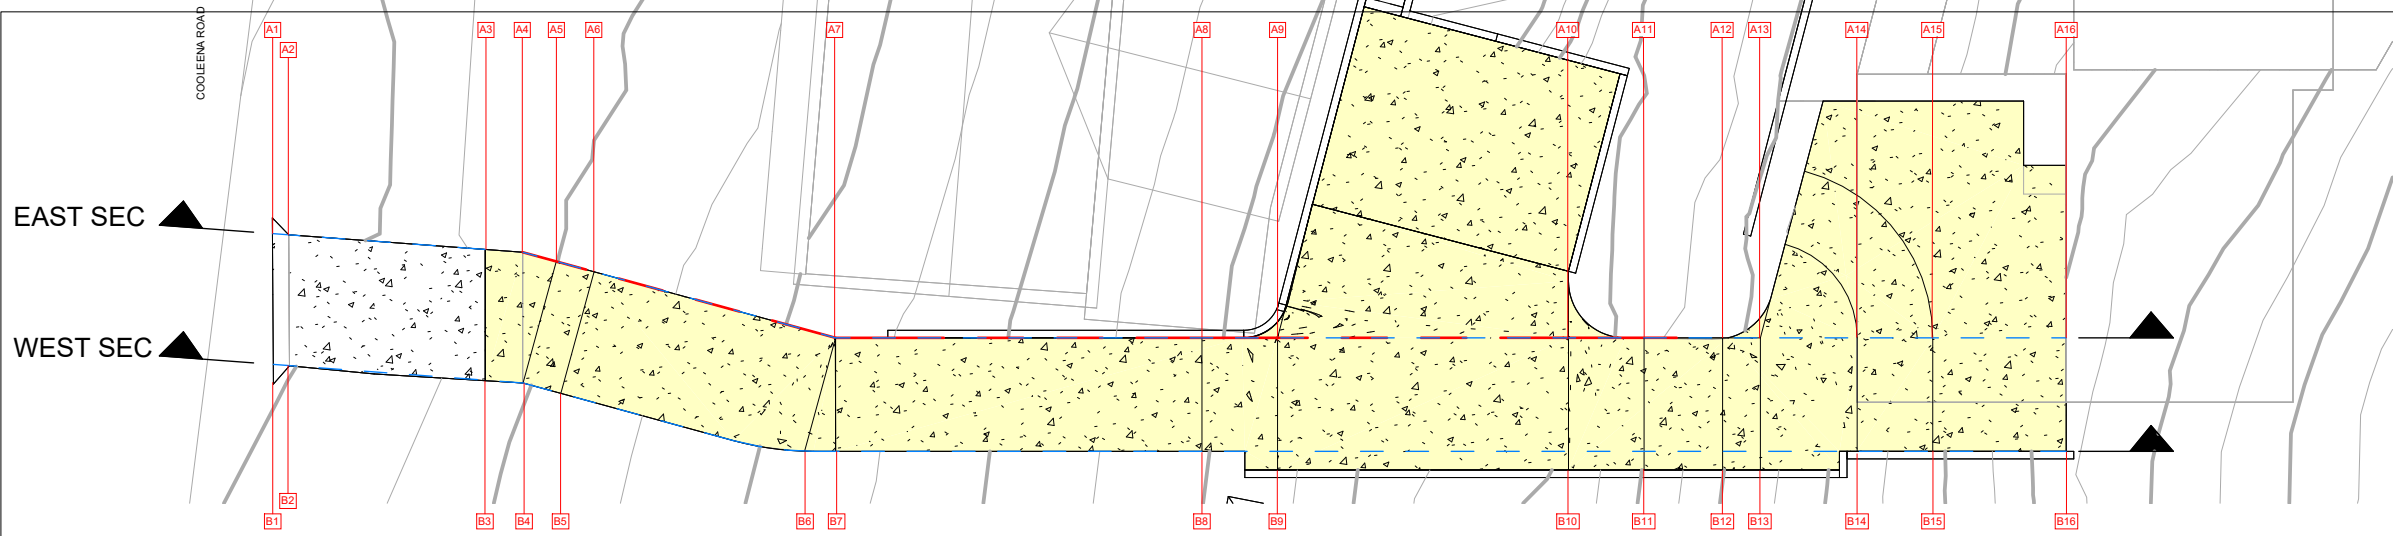 COOLEENA ROAD
A1
A2
A3
A4
A5
A6
A7
A8
A9
A10
A11
A12
A13
A14
A15
A16
EAST SEC
WEST SEC
B1
B2
B3
B4
B5
B6
B7
B8
B9
B10
B11
B12
B13
B14
B15
B16